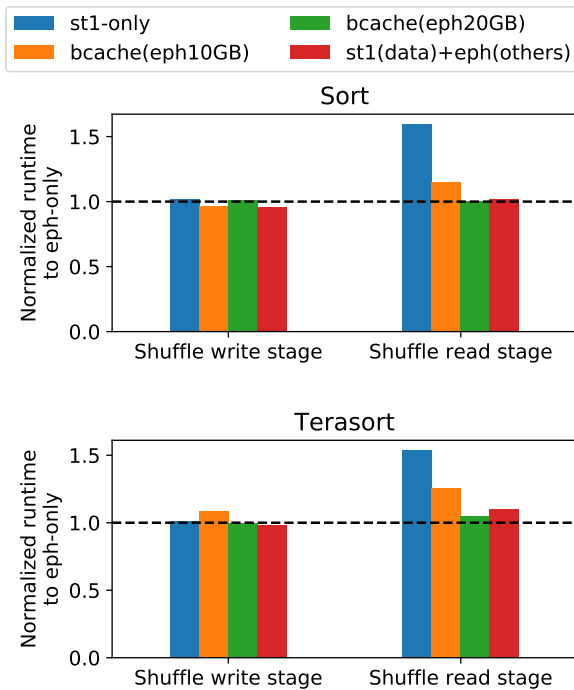 st1-only
bcache(eph20GB)
bcache(eph10GB)
st1(data)+eph(others)
Sort
Normalized runtime
to eph-only
1.5
1.0
0.5
0.0
Shuffle write stage
Shuffle read stage
Terasort
Normalized runtime
to eph-only
1.5
1.0
0.5
0.0
Shuffle write stage
Shuffle read stage